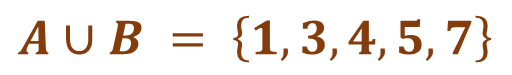 A ∪ B = {1, 3, 4, 5, 7}